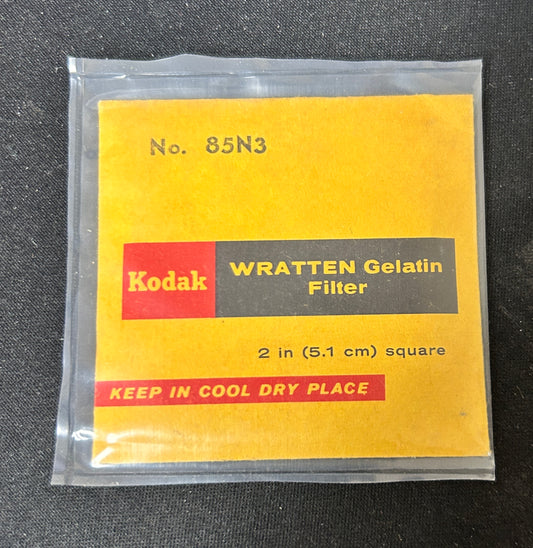 No. 85N3
Kodak
WRATTEN Gelatin
Filter
2 in (5.1 cm) square
KEEP IN COOL DRY PLACE